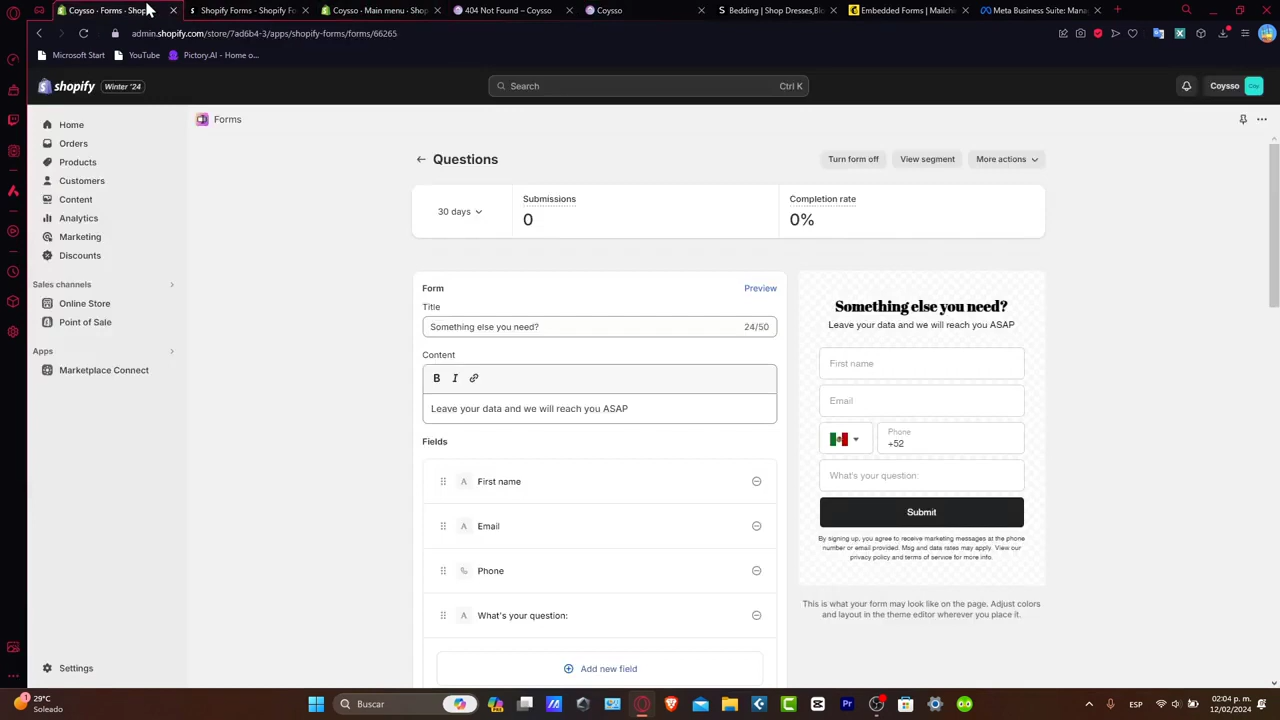 Coysso - Forms - Shop
Shopify Forms - Shopify Fo
Coysso - Main menu - Shop
404 Not Found – Coysso
Coysso
Bedding | Shop Dresses,Bl
Embedded Forms | Mailchi
Meta Business Suite: Mana
admin.shopify.com/store/7ad6b4-3/apps/shopify-forms/forms/66265
Microsoft Start
YouTube
Pictory.AI - Home o...
shopify
Winter '24
Search
Ctrl K
Coysso
Home
Orders
Products
Customers
Content
Analytics
Marketing
Discounts
Sales channels
Online Store
Point of Sale
Apps
Marketplace Connect
Settings
Forms
Questions
Turn form off
View segment
More actions
30 days
Submissions
0
Completion rate
0%
Form
Preview
Title
Something else you need?
24/50
Content
B I
Leave your data and we will reach you ASAP
Fields
First name
Email
Phone
What's your question:
Add new field
Something else you need?
Leave your data and we will reach you ASAP
First name
Email
Phone
+52
What's your question:
Submit
By signing up, you agree to receive marketing messages at the phone
number or email provided. Msg and data rates may apply. View our
privacy policy and terms of service for more info.
This is what your form may look like on the page. Adjust colors
and layout in the theme editor wherever you place it.
29°C
Soleado
Buscar
ESP
02:04 p. m.
12/02/2024